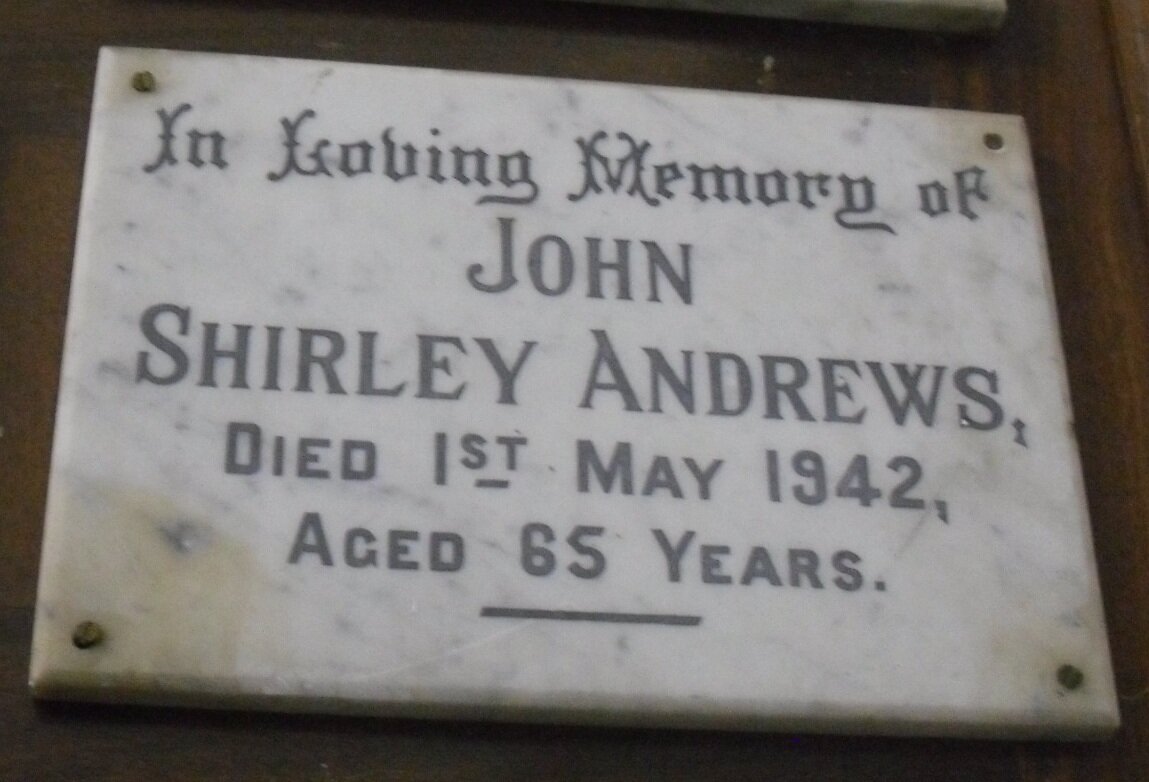 In Loving Memory of
JOHN
SHIRLEY ANDREWS,
DIED 1ST MAY 1942,
AGED 65 YEARS.